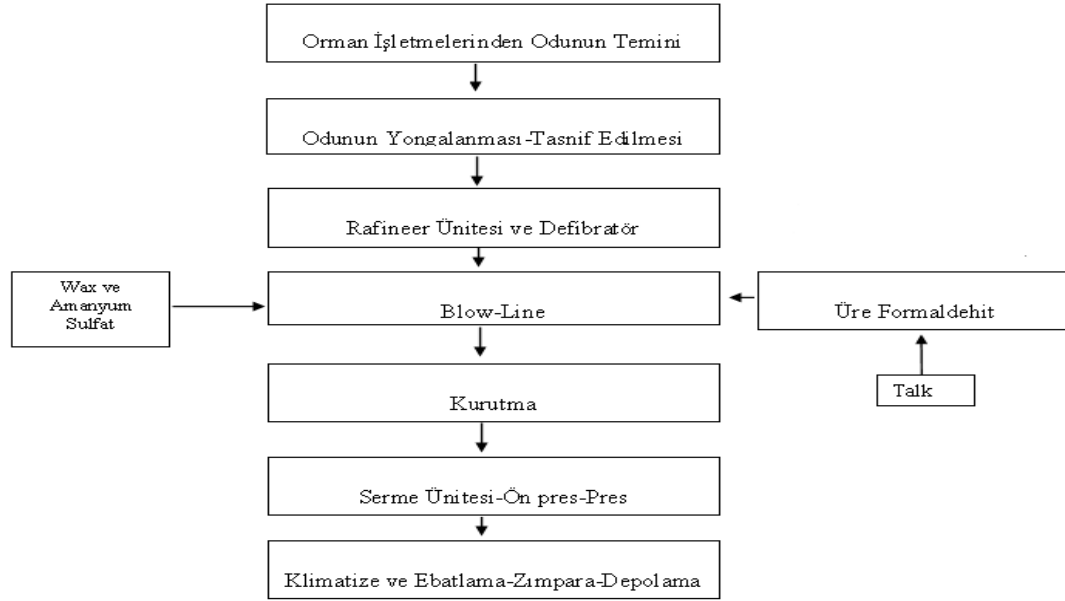 Orman İşletmelerinden Odunun Temini
Odunun Yongalanması-Tasnif Edilmesi
Rafineer Ünitesi ve Defibratör
Wax ve
Amanyum
Sulfat
Blow-Line
Üre Formaldehit
Talk
Kurutma
Serme Ünitesi-Ön pres-Pres
Klimatize ve Ebatlama-Zımpara-Depolama